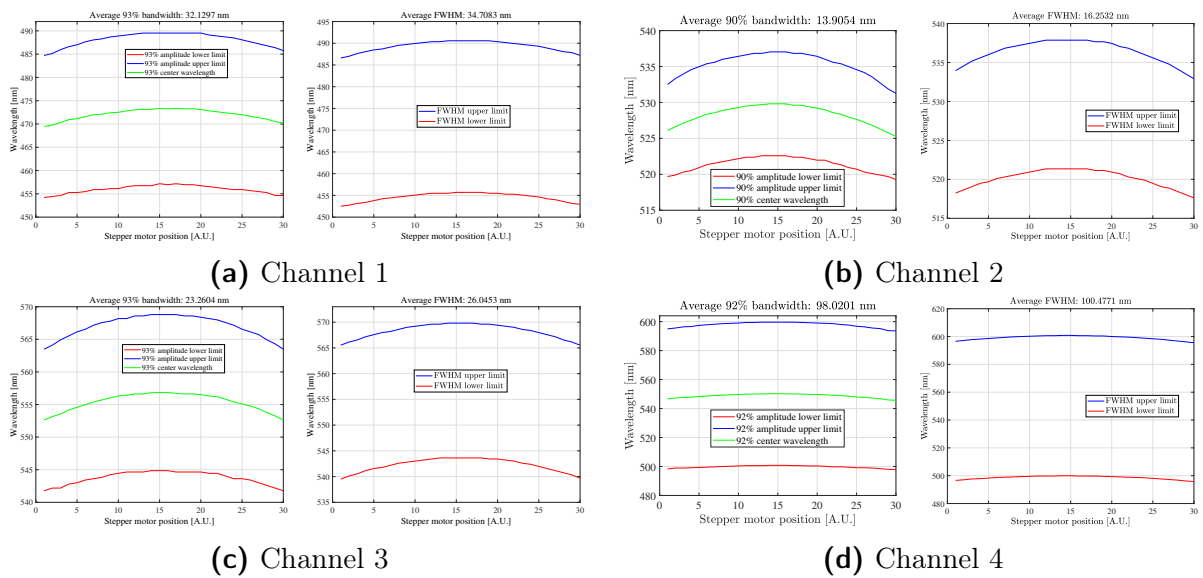 Average 93% bandwidth: 32.1297 nm
Wavelength [nm]
490
485
480
475
470
465
460
455
450
93% amplitude lower limit
93% amplitude upper limit
93% center wavelength
0 5 10 15 20 25 30
Stepper motor position [A.U.]
Average FWHM: 34.7083 nm
Wavelength [nm]
495
490
485
480
475
470
465
460
455
450
FWHM upper limit
FWHM lower limit
0 5 10 15 20 25 30
Stepper motor position [A.U.]
(a) Channel 1
Average 90% bandwidth: 13.9054 nm
Wavelength [nm]
540
535
530
525
520
515
90% amplitude lower limit
90% amplitude upper limit
90% center wavelength
0 5 10 15 20 25 30
Stepper motor position [A.U.]
Average FWHM: 16.2532 nm
Wavelength [nm]
540
535
530
525
520
515
FWHM upper limit
FWHM lower limit
0 5 10 15 20 25 30
Stepper motor position [A.U.]
(b) Channel 2
Average 93% bandwidth: 23.2604 nm
Wavelength [nm]
570
565
560
555
550
545
540
93% amplitude lower limit
93% amplitude upper limit
93% center wavelength
0 5 10 15 20 25 30
Stepper motor position [A.U.]
Average FWHM: 26.0453 nm
Wavelength [nm]
575
570
565
560
555
550
545
540
535
FWHM upper limit
FWHM lower limit
0 5 10 15 20 25 30
Stepper motor position [A.U.]
(c) Channel 3
Average 92% bandwidth: 98.0201 nm
Wavelength [nm]
600
580
560
540
520
500
480
92% amplitude lower limit
92% amplitude upper limit
92% center wavelength
0 5 10 15 20 25 30
Stepper motor position [A.U.]
Average FWHM: 100.4771 nm
Wavelength [nm]
620
600
580
560
540
520
500
480
FWHM upper limit
FWHM lower limit
0 5 10 15 20 25 30
Stepper motor position [A.U.]
(d) Channel 4